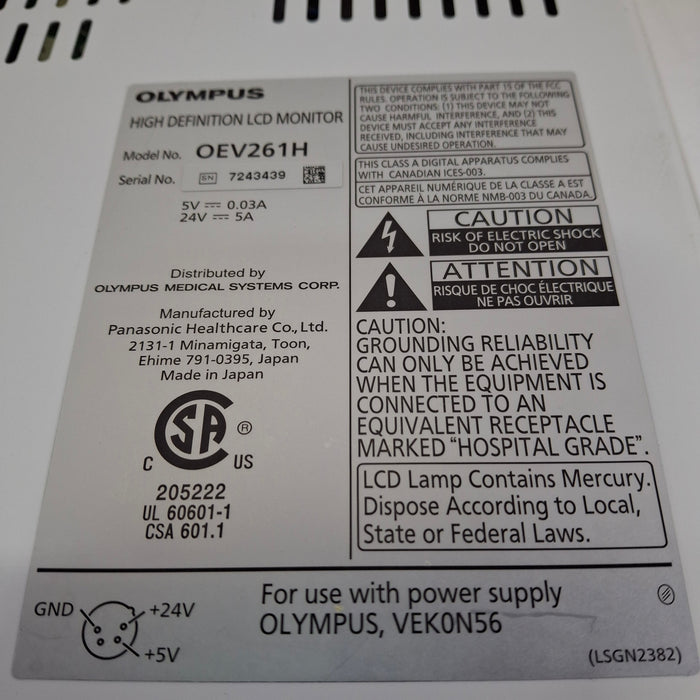 OLYMPUS
HIGH DEFINITION LCD MONITOR
Model No. OEV261H
Serial No. SN 7243439
5V ⎓ 0.03A
24V ⎓ 5A
Distributed by
OLYMPUS MEDICAL SYSTEMS CORP.
Manufactured by
Panasonic Healthcare Co., Ltd.
2131-1 Minamigata, Toon,
Ehime 791-0395, Japan
Made in Japan
SA ®
C US
205222
UL 60601-1
CSA 601.1
THIS DEVICE COMPLIES WITH PART 15 OF THE FCC
RULES. OPERATION IS SUBJECT TO THE FOLLOWING
TWO CONDITIONS: (1) THIS DEVICE MAY NOT
CAUSE HARMFUL INTERFERENCE, AND (2) THIS
DEVICE MUST ACCEPT ANY INTERFERENCE
RECEIVED, INCLUDING INTERFERENCE THAT MAY
CAUSE UNDESIRED OPERATION.
THIS CLASS A DIGITAL APPARATUS COMPLIES
WITH CANADIAN ICES-003.
CET APPAREIL NUMÉRIQUE DE LA CLASSE A EST
CONFORME À LA NORME NMB-003 DU CANADA.
CAUTION
RISK OF ELECTRIC SHOCK
DO NOT OPEN
ATTENTION
RISQUE DE CHOC ÉLECTRIQUE
NE PAS OUVRIR
CAUTION:
GROUNDING RELIABILITY
CAN ONLY BE ACHIEVED
WHEN THE EQUIPMENT IS
CONNECTED TO AN
EQUIVALENT RECEPTACLE
MARKED “HOSPITAL GRADE”.
LCD Lamp Contains Mercury.
Dispose According to Local,
State or Federal Laws.
GND +24V
+5V
For use with power supply
OLYMPUS, VEK0N56
(LSGN2382)